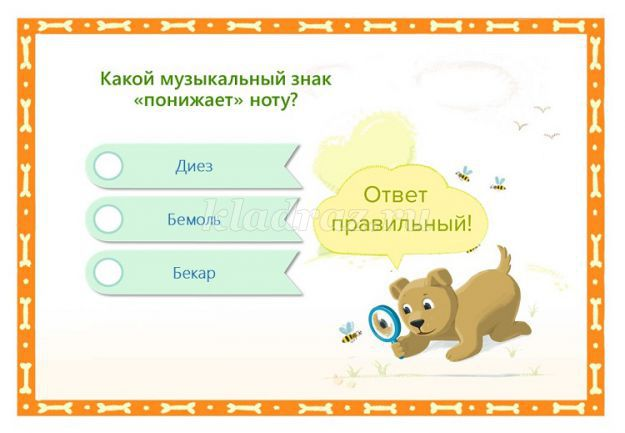 Какой музыкальный знак
«понижает» ноту?
Диез
Бемоль
Бекар
Ответ
правильный!
kladraz.ru